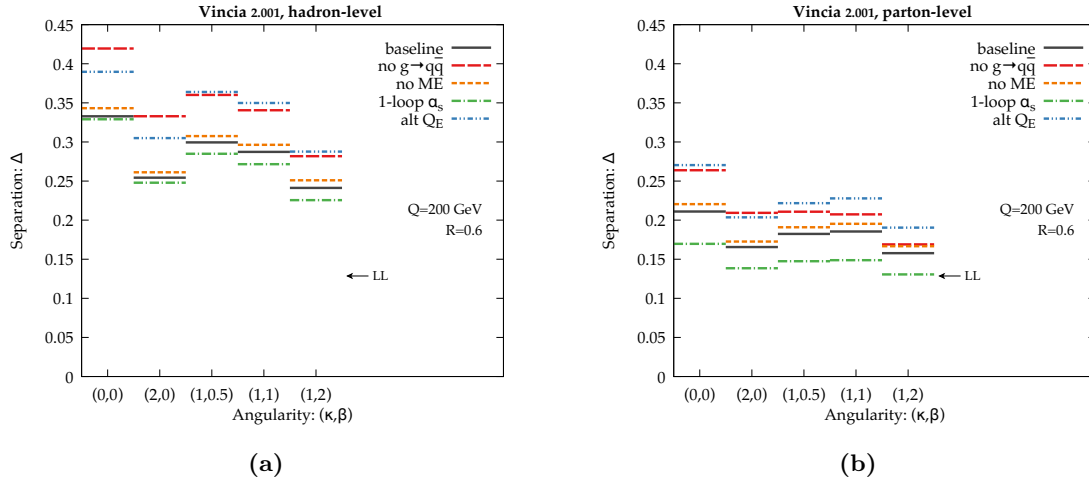 Vincia 2.001, hadron-level
0.45
0.4
0.35
0.3
0.25
0.2
0.15
0.1
0.05
0
Separation: Δ
baseline
no g→qq̅
no ME
1-loop αs
alt QE
Q=200 GeV
R=0.6
LL
(0,0) (2,0) (1,0.5) (1,1) (1,2)
Angularity: (κ,β)
(a)
Vincia 2.001, parton-level
0.45
0.4
0.35
0.3
0.25
0.2
0.15
0.1
0.05
0
Separation: Δ
baseline
no g→qq̅
no ME
1-loop αs
alt QE
Q=200 GeV
R=0.6
LL
(0,0) (2,0) (1,0.5) (1,1) (1,2)
Angularity: (κ,β)
(b)